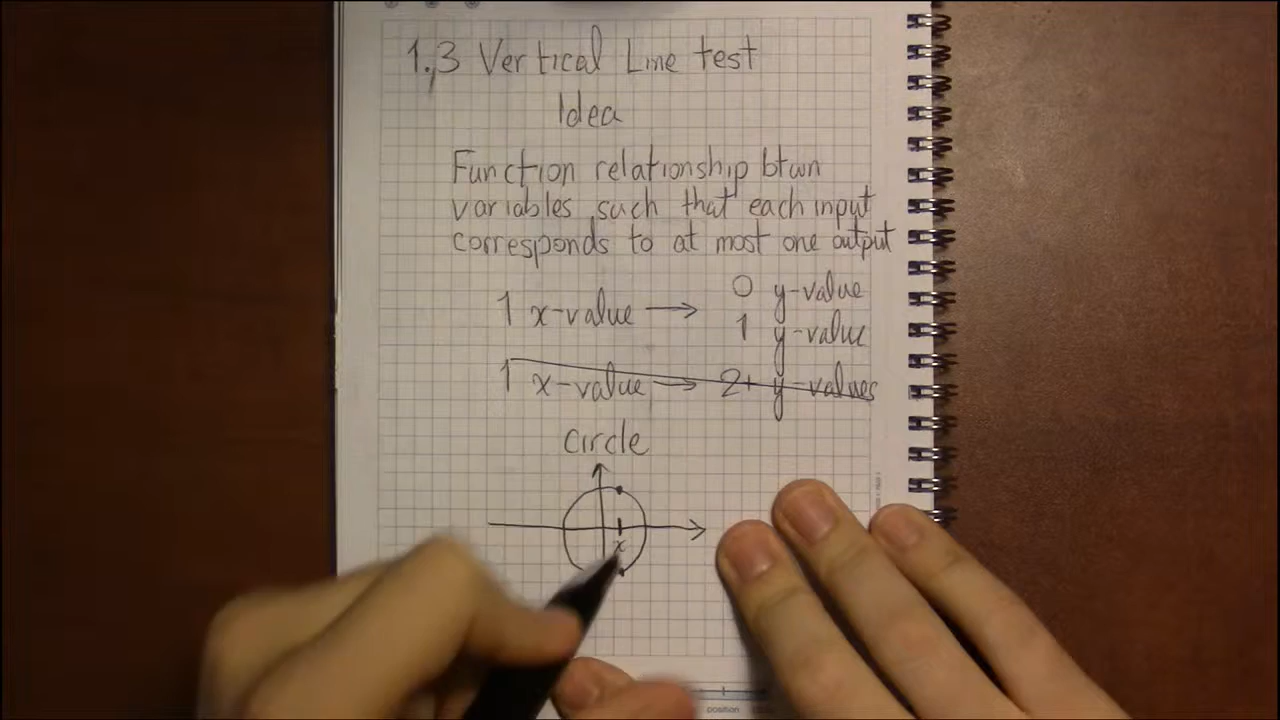 1.3 Vertical Line test
Idea
Function relationship btwn
variables such that each input
corresponds to at most one output
1 x-value → 0 y-value
1 y-value
1 x-value → 2+ y-values
circle
x
position